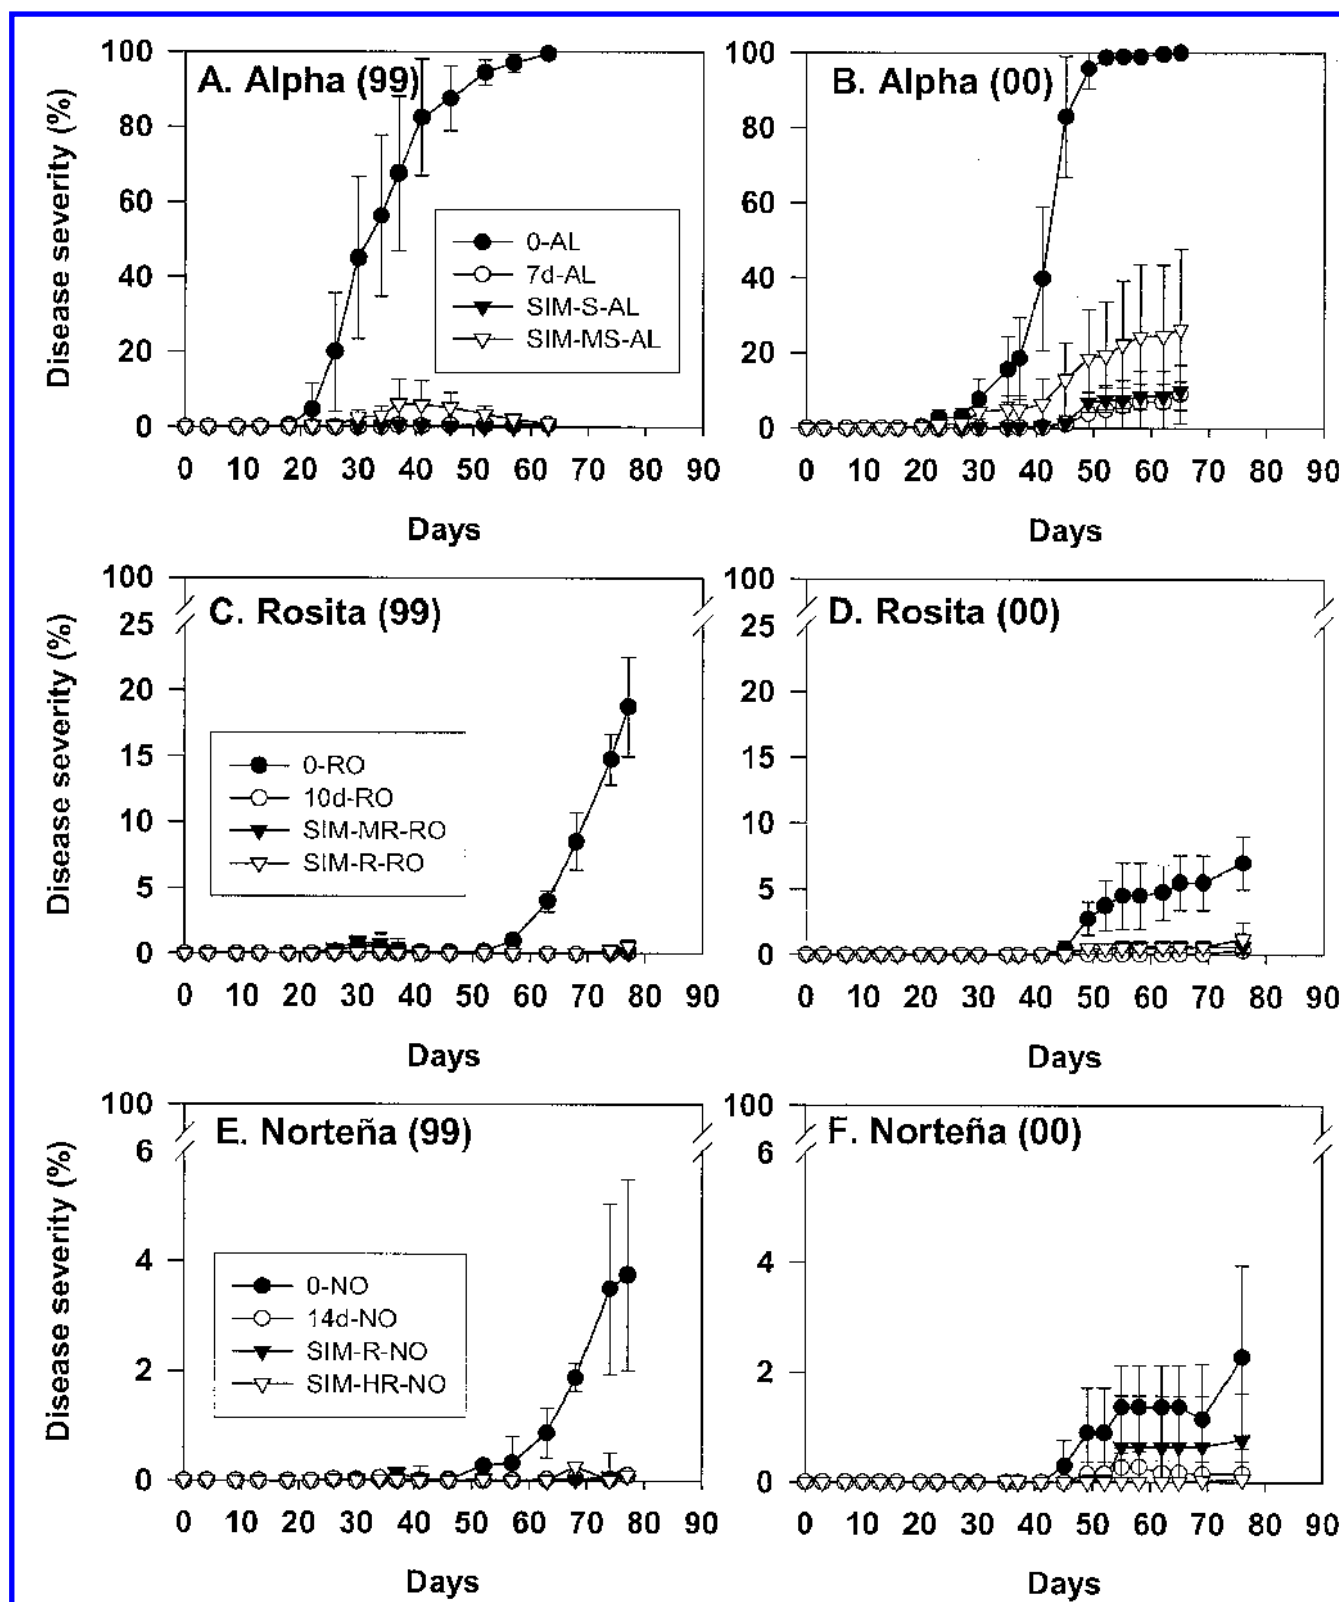 A. Alpha (99)
Disease severity (%)
100
80
60
40
20
0
0-AL
7d-AL
SIM-S-AL
SIM-MS-AL
0 10 20 30 40 50 60 70 80 90
Days
B. Alpha (00)
100
80
60
40
20
0
0 10 20 30 40 50 60 70 80 90
Days
C. Rosita (99)
Disease severity (%)
100
25
20
15
10
5
0
0-RO
10d-RO
SIM-MR-RO
SIM-R-RO
0 10 20 30 40 50 60 70 80 90
Days
D. Rosita (00)
100
25
20
15
10
5
0
0 10 20 30 40 50 60 70 80 90
Days
E. Norteña (99)
Disease severity (%)
100
6
4
2
0
0-NO
14d-NO
SIM-R-NO
SIM-HR-NO
0 10 20 30 40 50 60 70 80 90
Days
F. Norteña (00)
100
6
4
2
0
0 10 20 30 40 50 60 70 80 90
Days